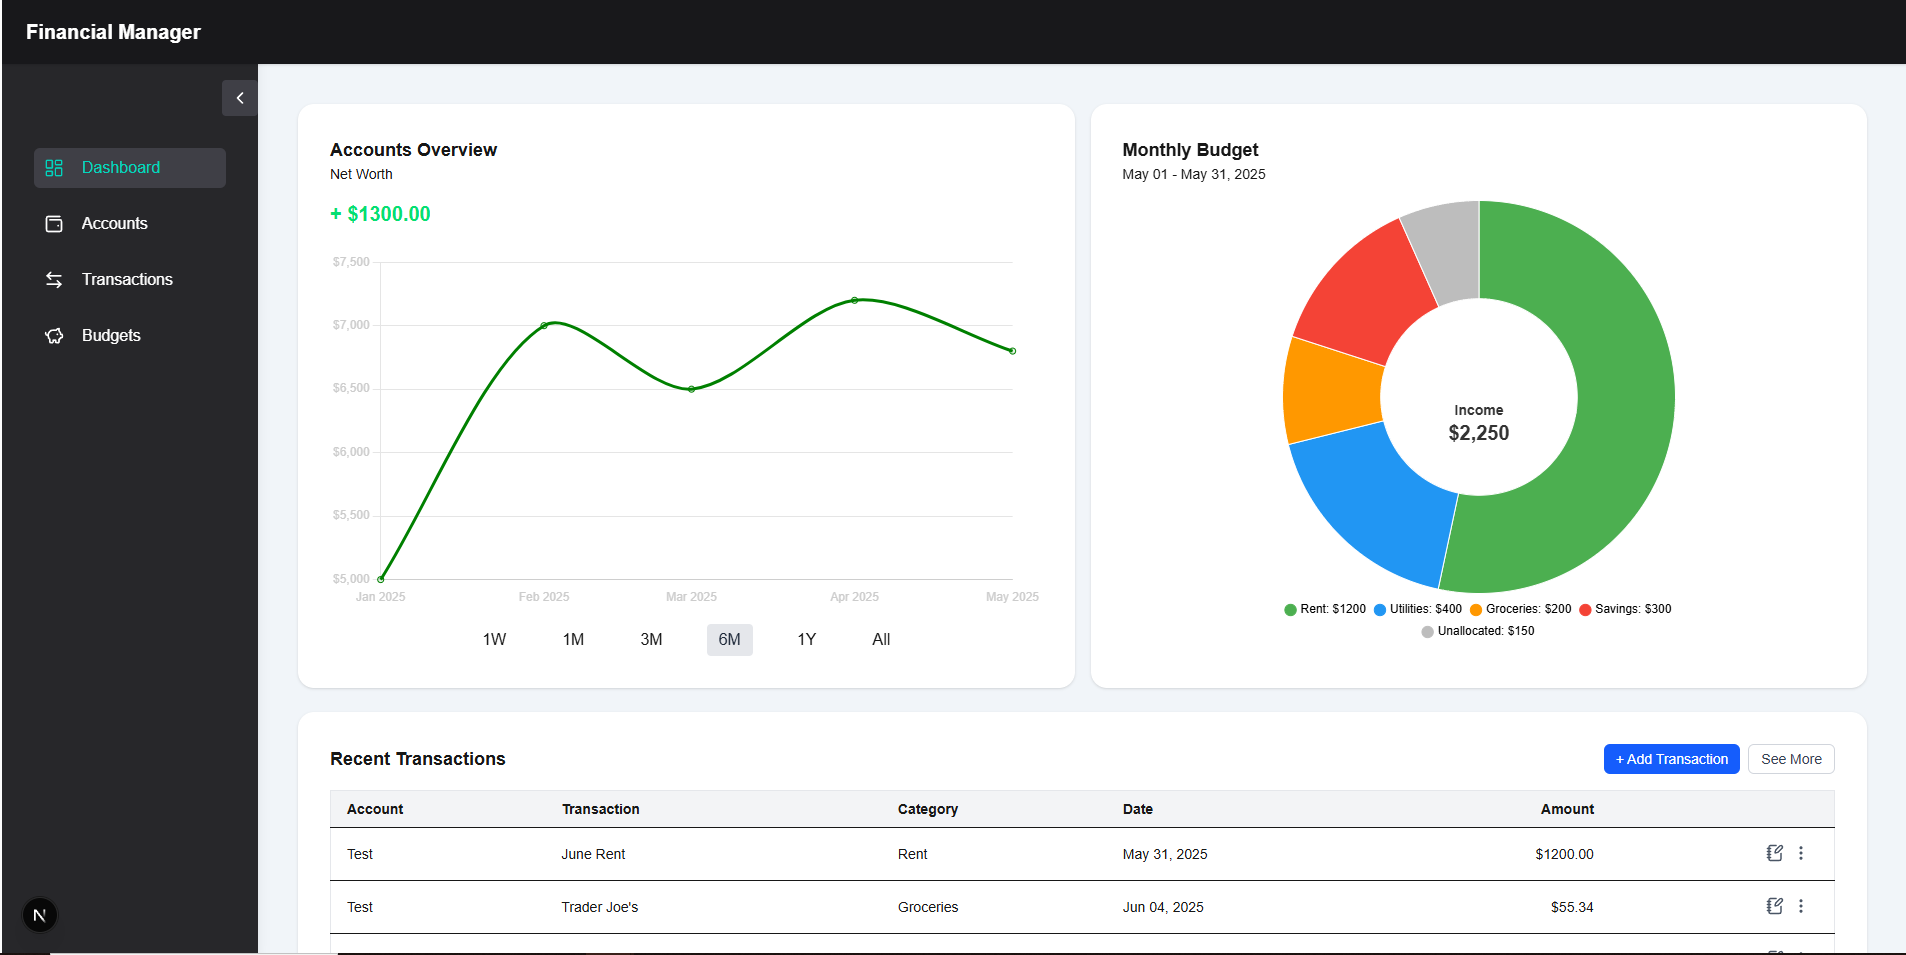 Financial Manager
Dashboard
Accounts
Transactions
Budgets
N
Accounts Overview
Net Worth
+ $1300.00
$7,500
$7,000
$6,500
$6,000
$5,500
$5,000
Jan 2025 Feb 2025 Mar 2025 Apr 2025 May 2025
1W 1M 3M 6M 1Y All
Monthly Budget
May 01 - May 31, 2025
Income
$2,250
Rent: $1200 Utilities: $400 Groceries: $200 Savings: $300
Unallocated: $150
Recent Transactions
+ Add Transaction See More
Account Transaction Category Date Amount
Test June Rent Rent May 31, 2025 $1200.00
Test Trader Joe's Groceries Jun 04, 2025 $55.34